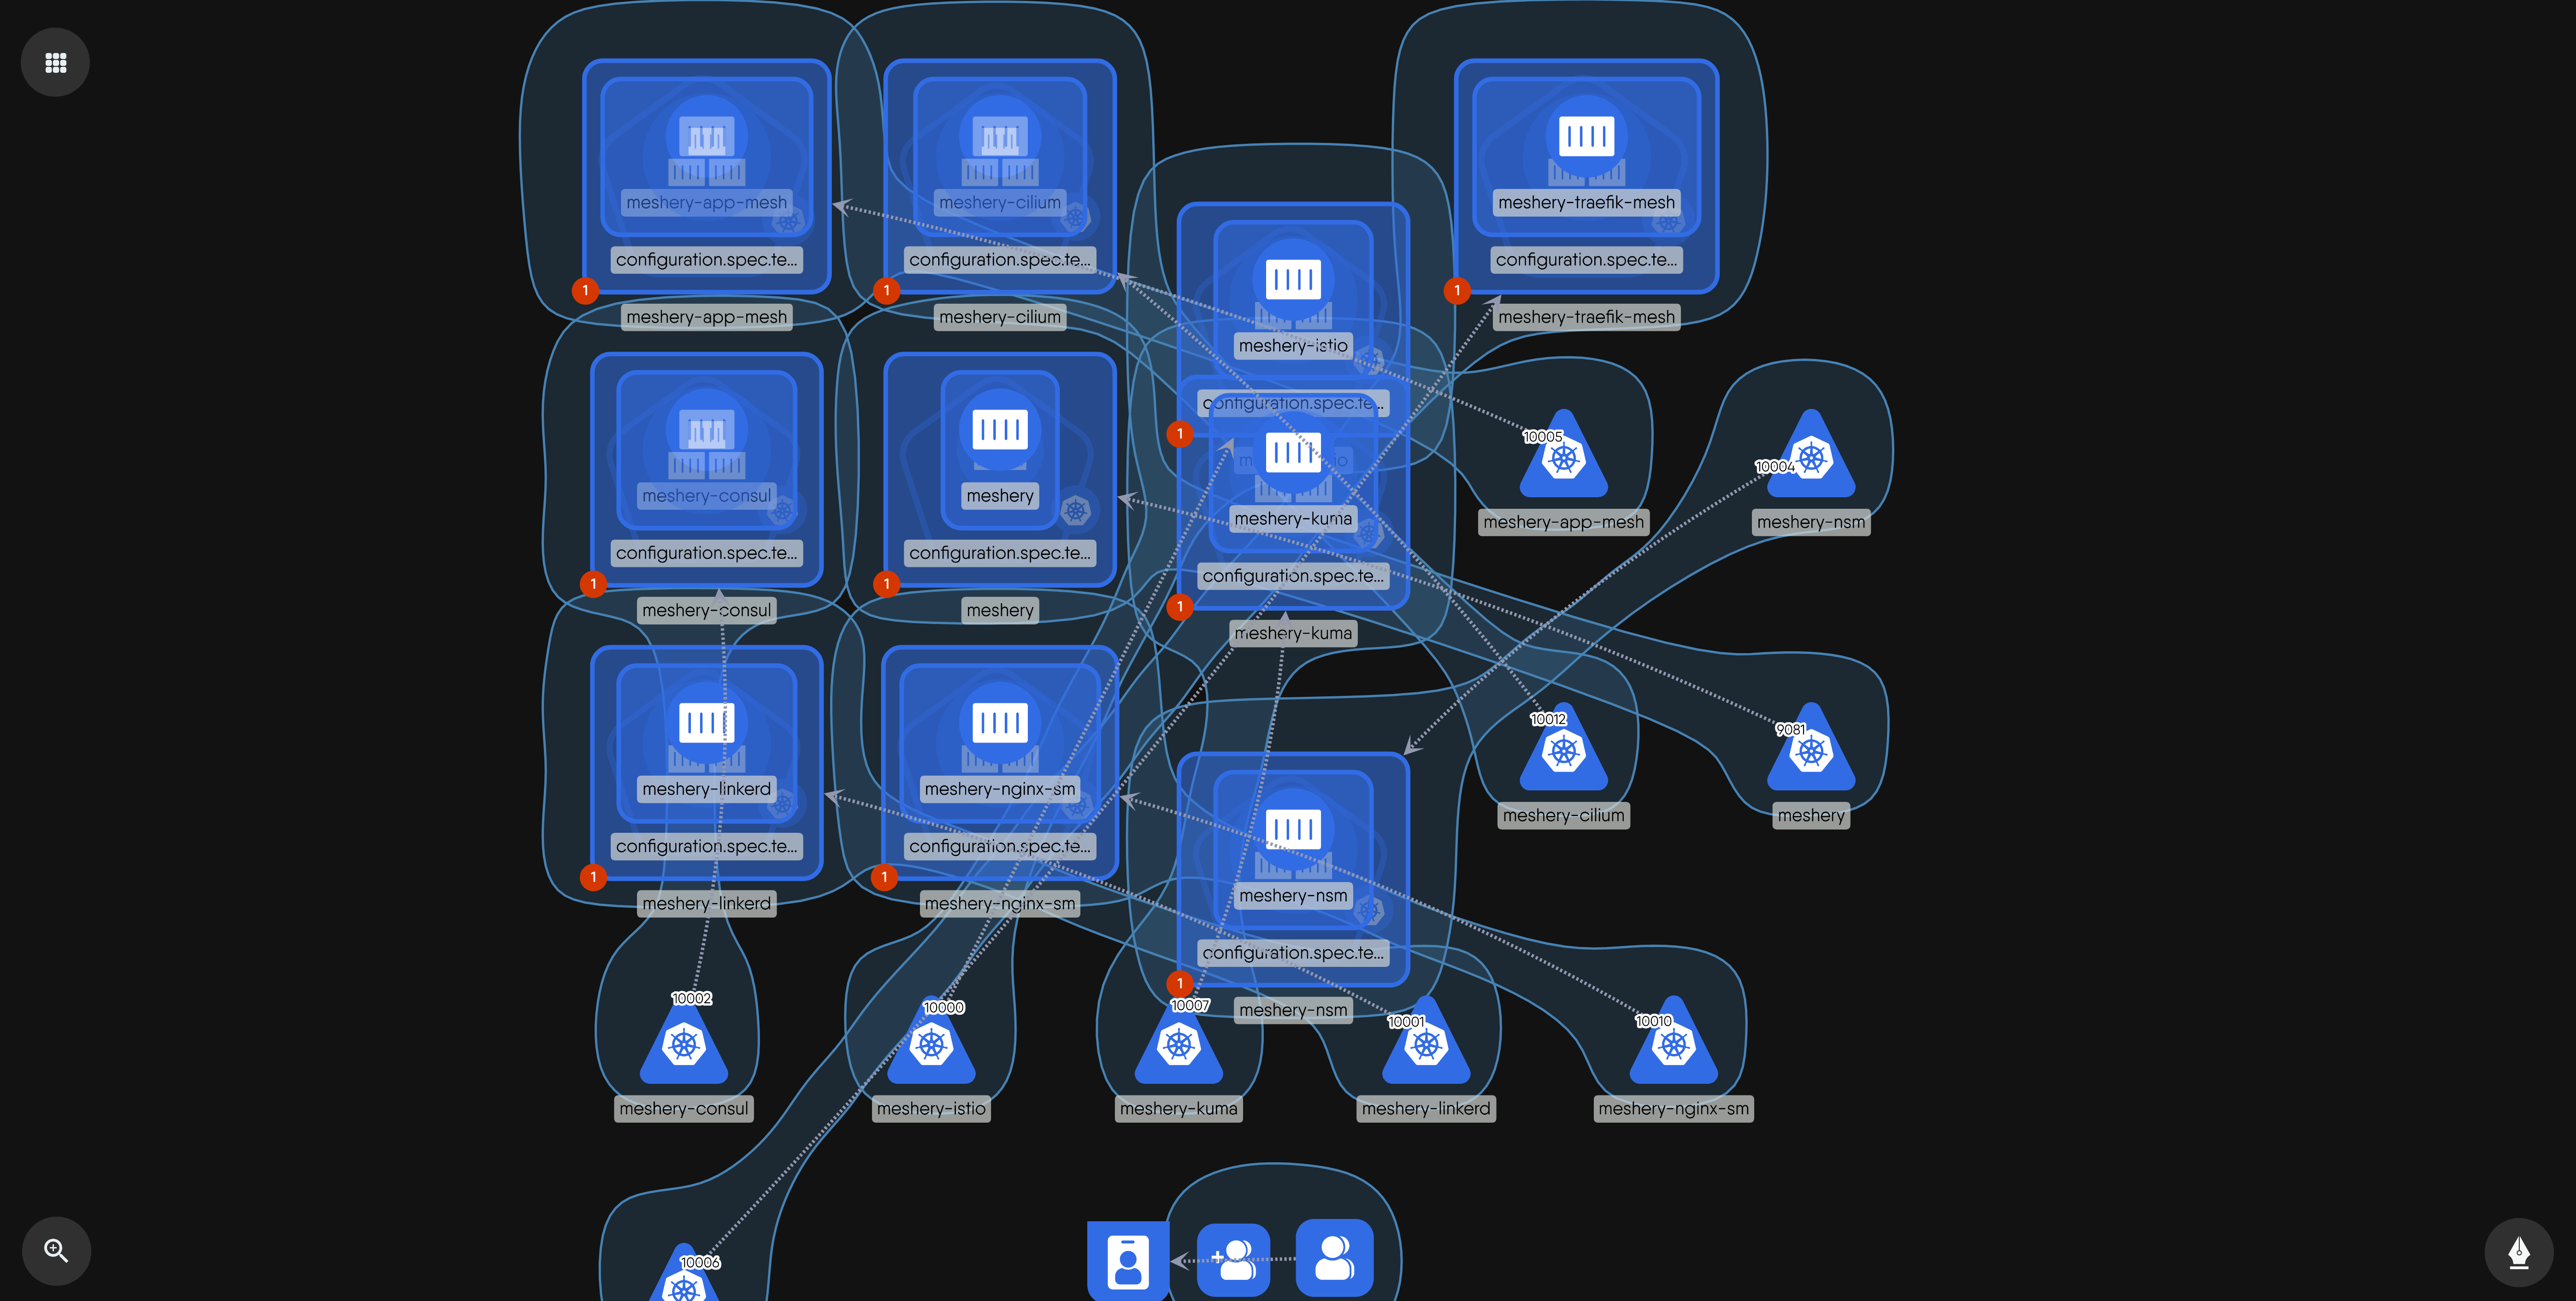 meshery-app-mesh
configuration.spec.te...
1
meshery-app-mesh
meshery-cilium
configuration.spec.te...
1
meshery-cilium
meshery-traefik-mesh
configuration.spec.te...
1
meshery-traefik-mesh
meshery-istio
configuration.spec.te...
1
meshery-consul
configuration.spec.te...
1
meshery-consul
meshery
configuration.spec.te...
1
meshery
meshery-kuma
configuration.spec.te...
1
meshery-kuma
10005
meshery-app-mesh
10004
meshery-nsm
meshery-linkerd
configuration.spec.te...
1
meshery-linkerd
meshery-nginx-sm
configuration.spec.te...
1
meshery-nginx-sm
10012
meshery-cilium
9081
meshery
meshery-nsm
configuration.spec.te...
1
meshery-nsm
10002
meshery-consul
10000
meshery-istio
10007
meshery-kuma
10001
meshery-linkerd
10010
meshery-nginx-sm
10006